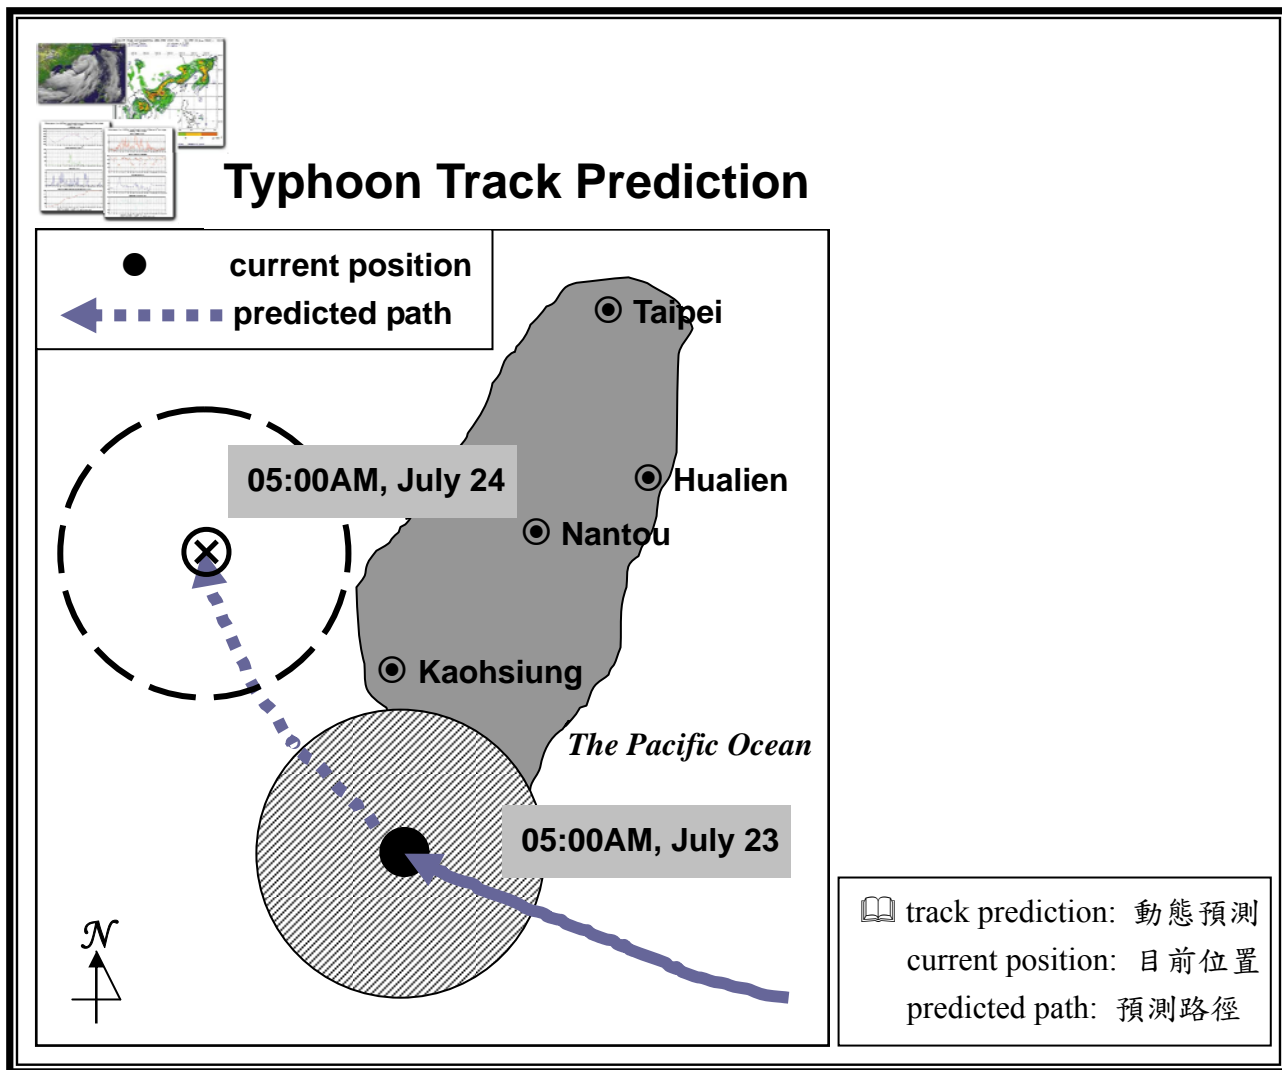 Typhoon Track Prediction
current position
predicted path
Taipei
05:00AM, July 24
Hualien
Nantou
Kaohsiung
The Pacific Ocean
05:00AM, July 23
N
track prediction: 動態預測
current position: 目前位置
predicted path: 預測路徑